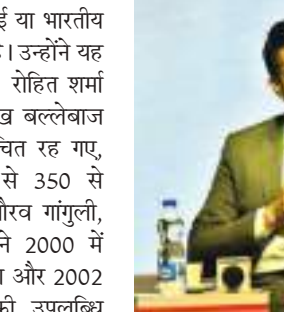 ई या भारतीय
है। उन्होंने यह
रोहित शर्मा
ख बल्लेबाज
चित रह गए,
से 350 से
गैरव गांगुली,
ने 2000 में
ा और 2002
की उपलब्धि